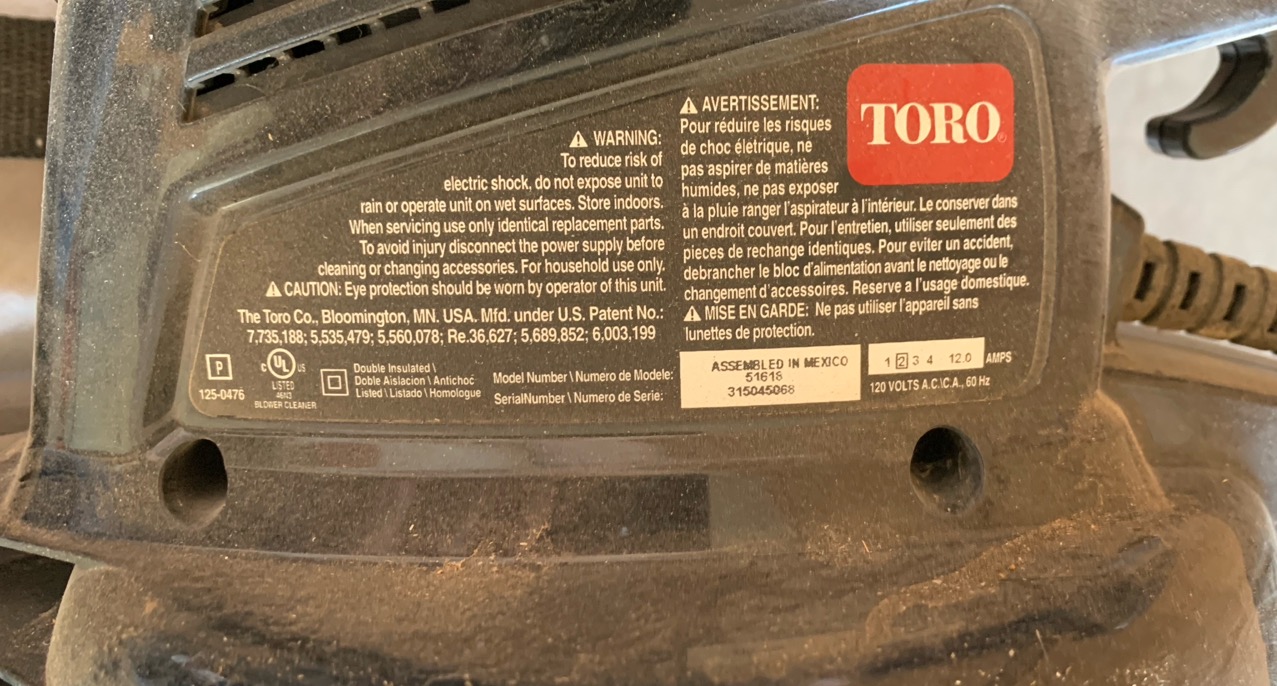 ⚠ WARNING:
To reduce risk of
electric shock, do not expose unit to
rain or operate unit on wet surfaces. Store indoors.
When servicing use only identical replacement parts.
To avoid injury disconnect the power supply before
cleaning or changing accessories. For household use only.
⚠ CAUTION: Eye protection should be worn by operator of this unit.
The Toro Co., Bloomington, MN. USA. Mfd. under U.S. Patent No.:
7,735,188; 5,535,479; 5,560,078; Re.36,627; 5,689,852; 6,003,199
⚠ AVERTISSEMENT:
Pour réduire les risques
de choc életrique, ne
pas aspirer de matières
humides, ne pas exposer
à la pluie ranger l'aspirateur à l'intérieur. Le conserver dans
un endroit couvert. Pour l'entretien, utiliser seulement des
pieces de rechange identiques. Pour eviter un accident,
debrancher le bloc d'alimentation avant le nettoyage ou le
changement d'accessoires. Reserve a l'usage domestique.
⚠ MISE EN GARDE: Ne pas utiliser l'appareil sans
lunettes de protection.
TORO
P
125-0476
C UL US
LISTED
46N3
BLOWER CLEANER
Double Insulated \
Doble Aislacion \ Antichoc
Listed \ Listado \ Homologue
Model Number \ Numero de Modele:
SerialNumber \ Numero de Serie:
ASSEMBLED IN MEXICO
51618
315045068
1 2 3 4 12.0 AMPS
120 VOLTS A.C.\C.A., 60 Hz